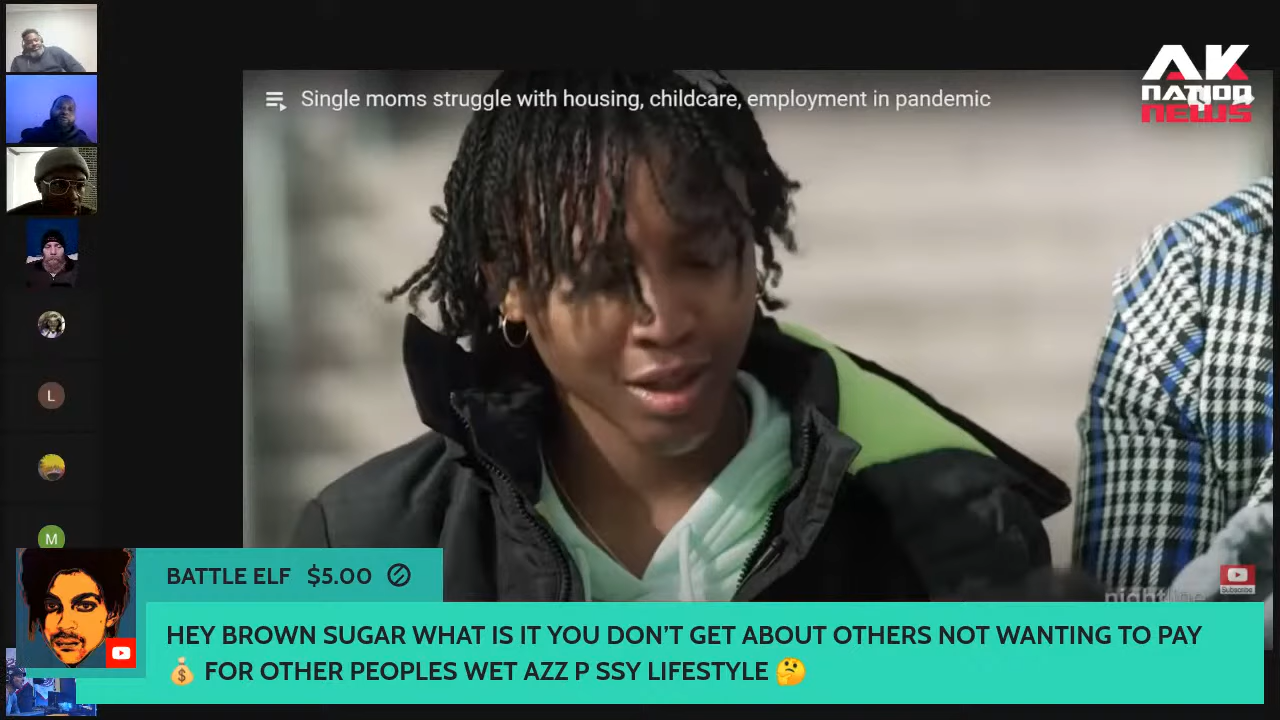 Single moms struggle with housing, childcare, employment in pandemic
AK
NATION
NEWS
L
M
BATTLE ELF $5.00
Subscribe
nightline
HEY BROWN SUGAR WHAT IS IT YOU DON'T GET ABOUT OTHERS NOT WANTING TO PAY
💰 FOR OTHER PEOPLES WET AZZ P SSY LIFESTYLE 🤔